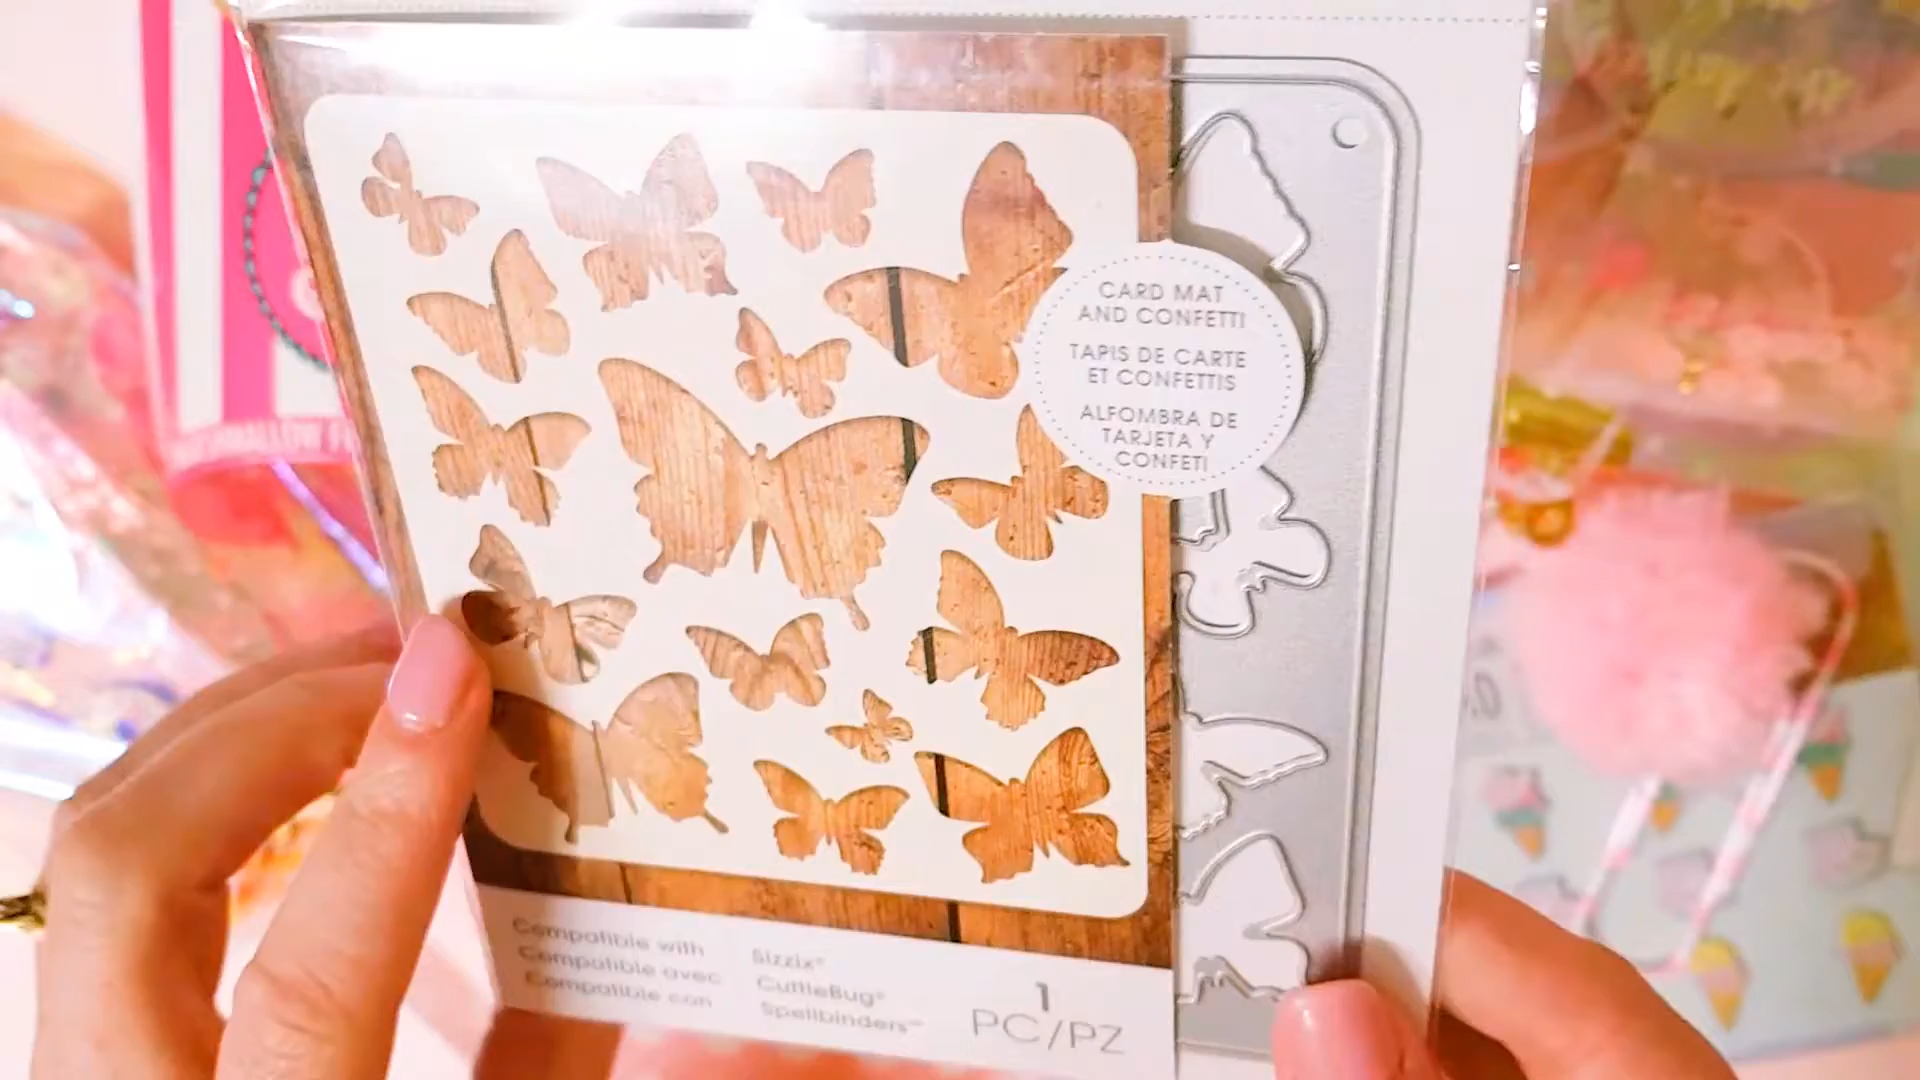 CARD MAT
AND CONFETTI
TAPIS DE CARTE
ET CONFETTIS
ALFOMBRA DE
TARJETA Y
CONFETI
Compatible with
Compatible avec
Compatible con
Sizzix®
CuttleBug®
Spellbinders™
1
PC/PZ